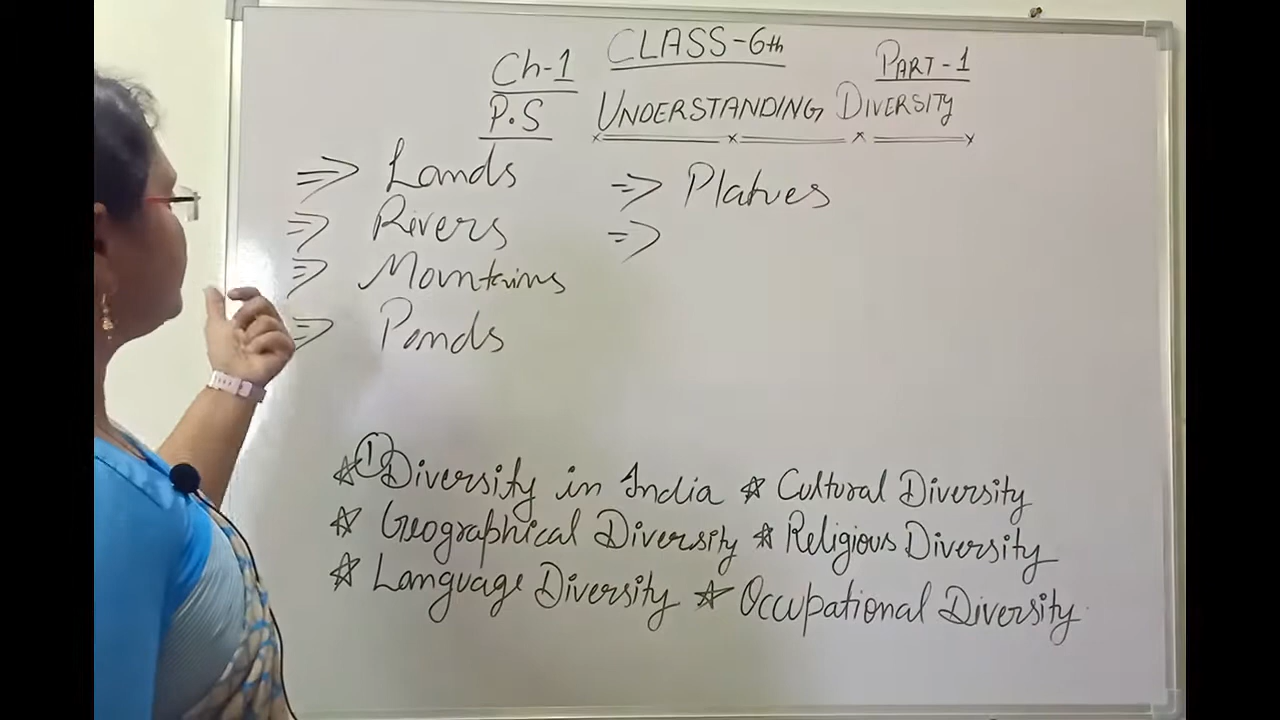 CLASS-6th
Ch-1 PART-1
P.S UNDERSTANDING DIVERSITY
⇒ Lands ⇒ Platues
⇒ Rivers ⇒
⇒ Mountains
⇒ Ponds
☆ ① Diversity in India ☆ Cultural Diversity
☆ Geographical Diversity ☆ Religious Diversity
☆ Language Diversity ☆ Occupational Diversity